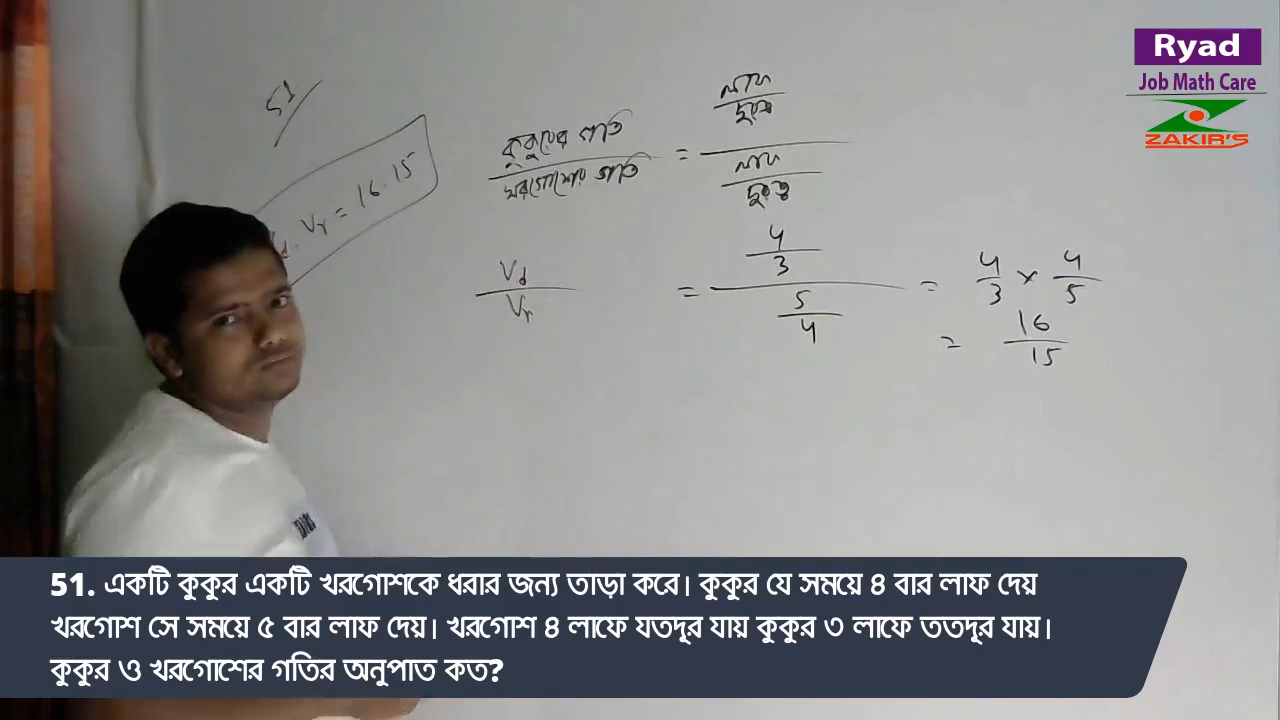 Ryad
Job Math Care
ZAKIR'S
51
Vr = 16.15
কুকুরের গতি
খরগোশের গতি
=
লাফ
দূরত্ব
লাফ
দূরত্ব
Vd
Vr
=
4
3
5
4
= 4/3 × 4/5
= 16/15
51. একটি কুকুর একটি খরগোশকে ধরার জন্য তাড়া করে। কুকুর যে সময়ে ৪ বার লাফ দেয়
খরগোশ সে সময়ে ৫ বার লাফ দেয়। খরগোশ ৪ লাফে যতদূর যায় কুকুর ৩ লাফে ততদূর যায়।
কুকুর ও খরগোশের গতির অনুপাত কত?